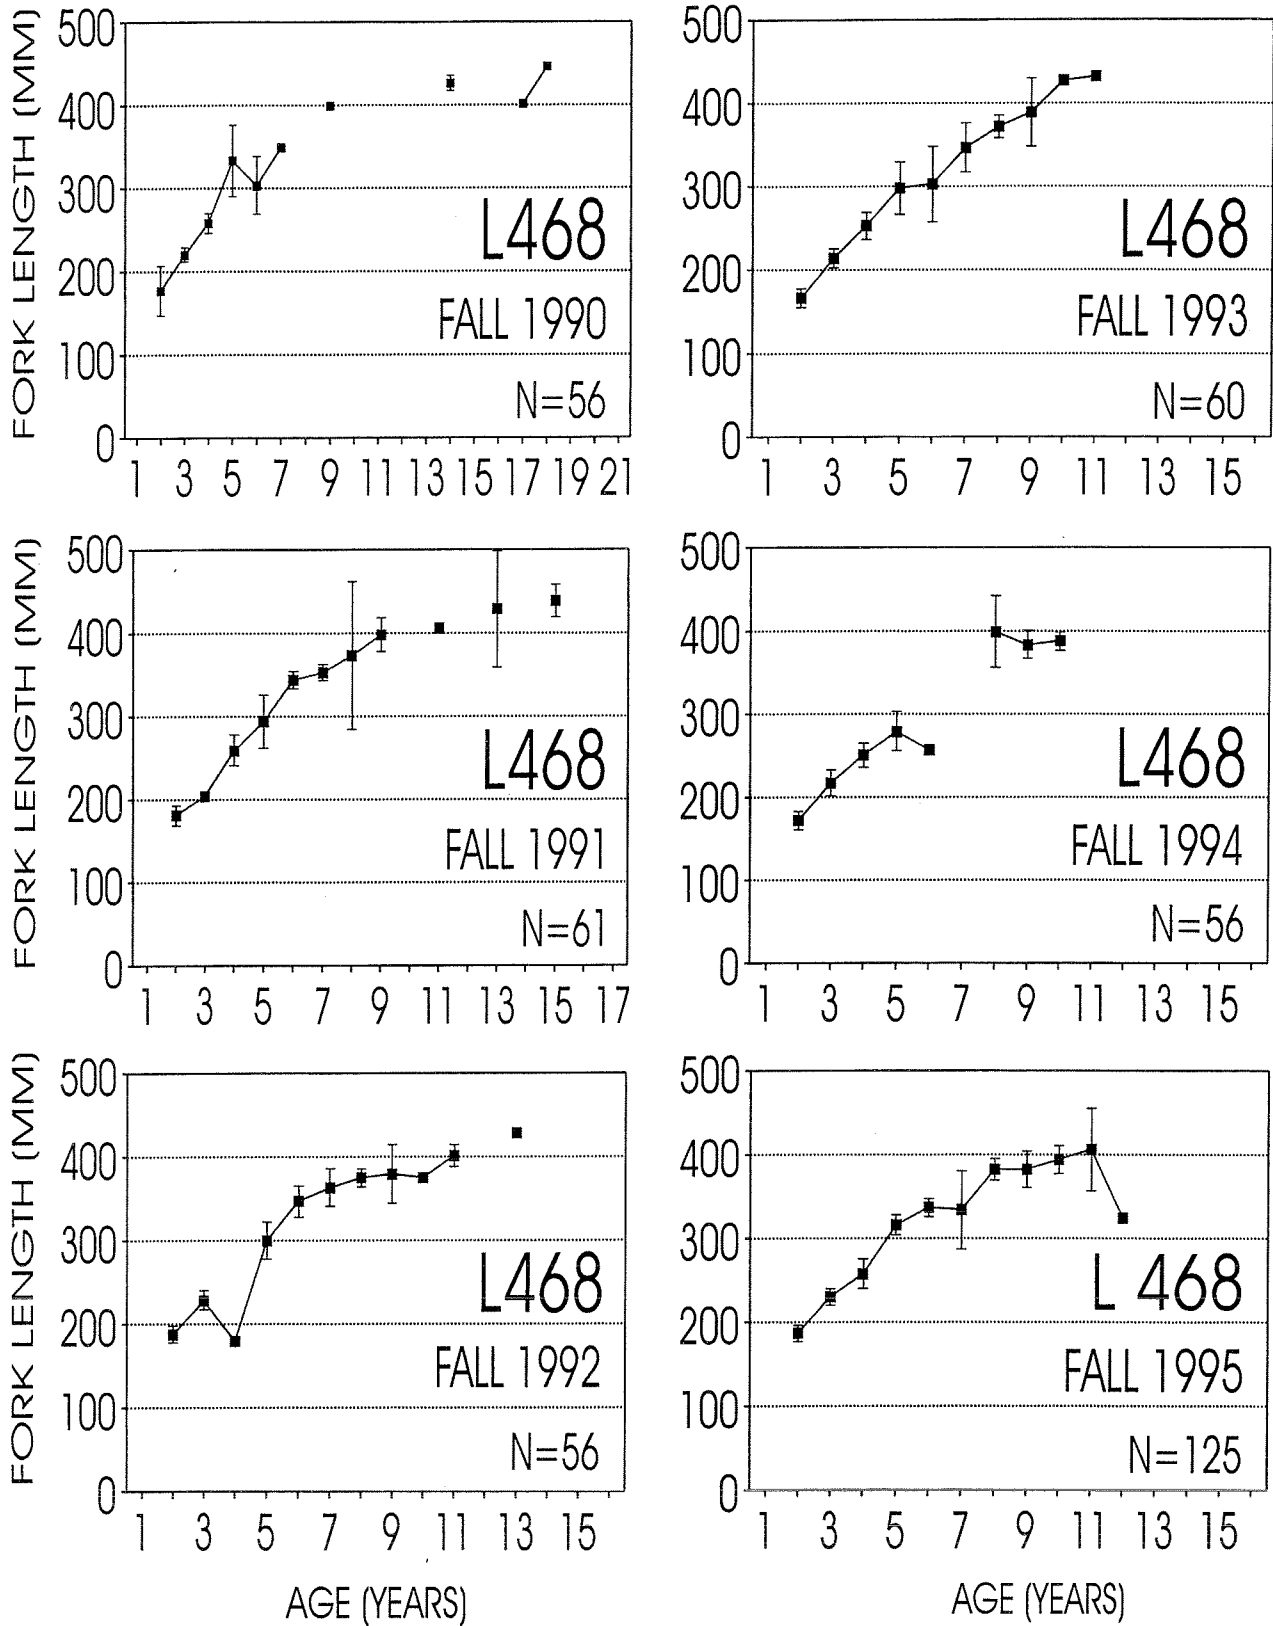 FORK LENGTH (MM)
500
400
300
200
100
0
L468
FALL 1990
N=56
1 3 5 7 9 11 13 15 17 19 21
500
400
300
200
100
0
L468
FALL 1993
N=60
1 3 5 7 9 11 13 15
FORK LENGTH (MM)
500
400
300
200
100
0
L468
FALL 1991
N=61
1 3 5 7 9 11 13 15 17
500
400
300
200
100
0
L468
FALL 1994
N=56
1 3 5 7 9 11 13 15
FORK LENGTH (MM)
500
400
300
200
100
0
L468
FALL 1992
N=56
1 3 5 7 9 11 13 15
AGE (YEARS)
500
400
300
200
100
0
L 468
FALL 1995
N=125
1 3 5 7 9 11 13 15
AGE (YEARS)